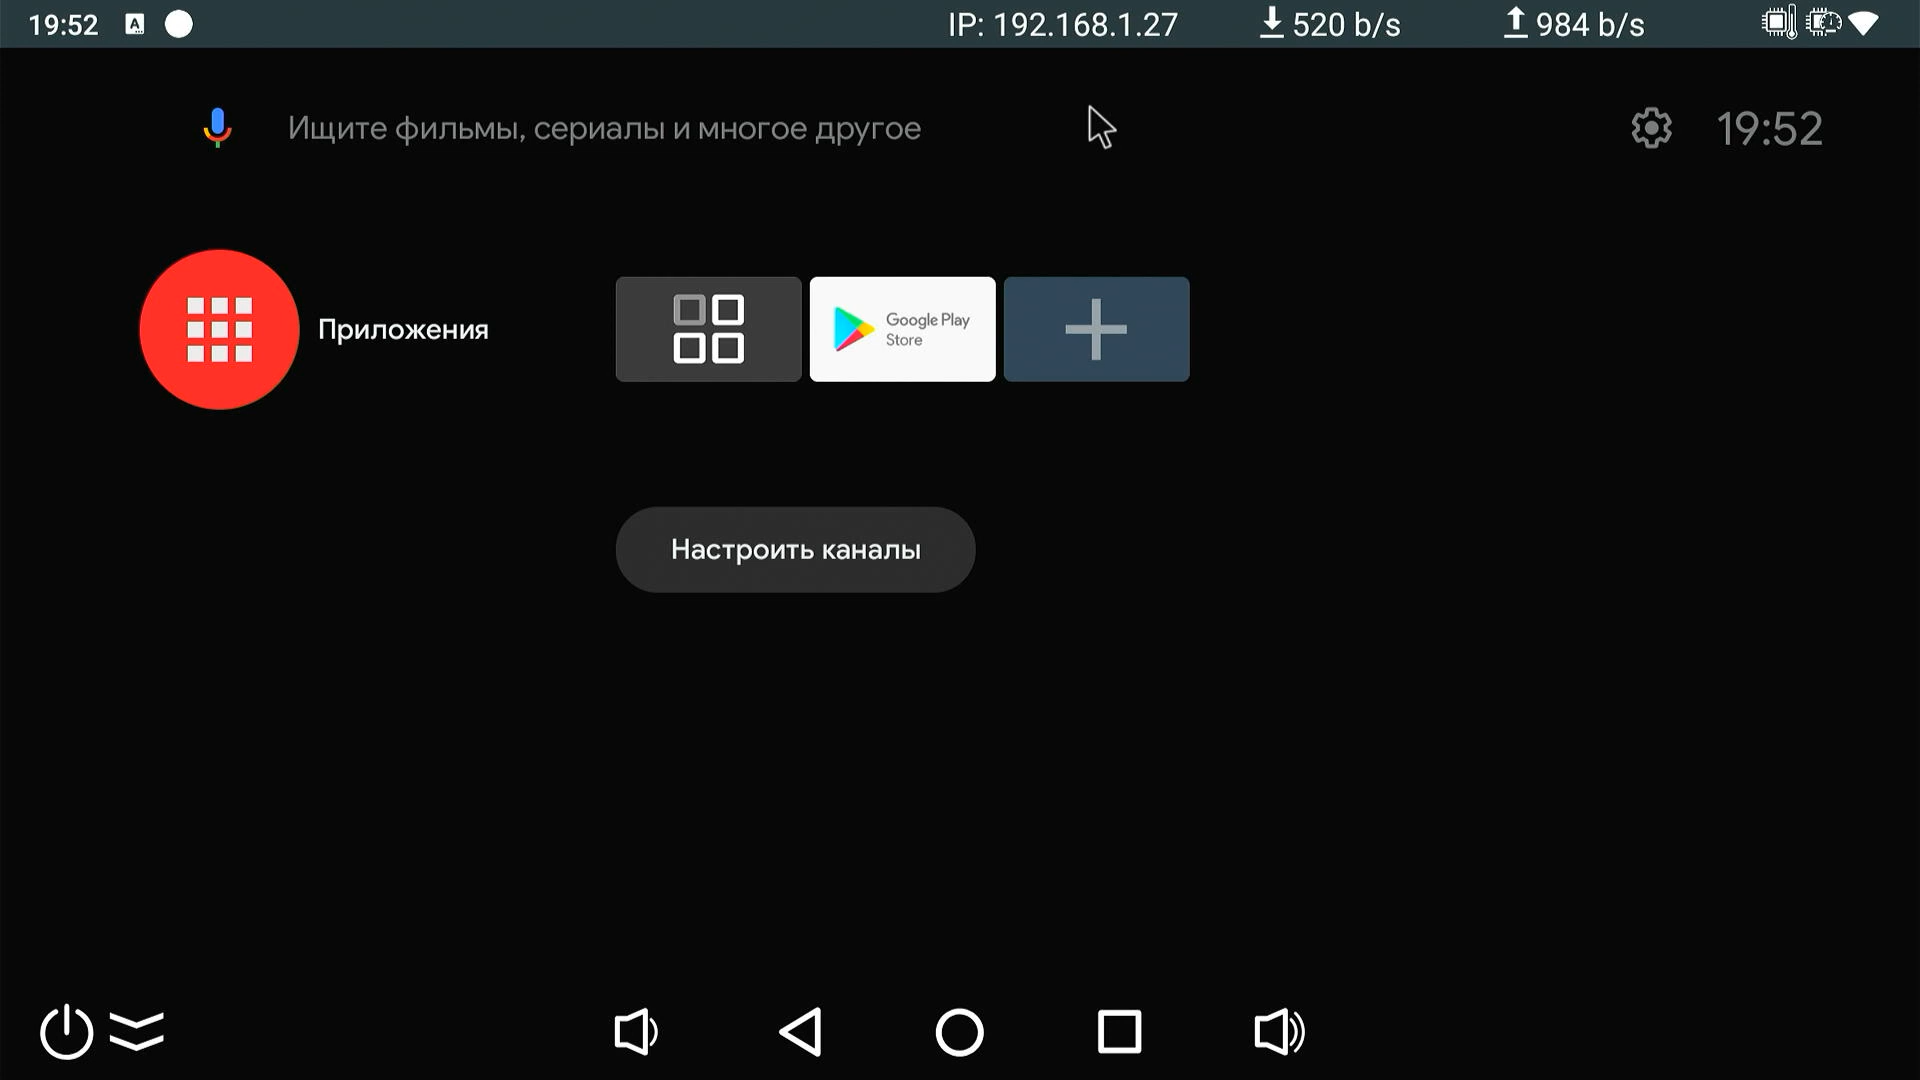 19:52 A IP: 192.168.1.27 520 b/s 984 b/s
Ищите фильмы, сериалы и многое другое 19:52
Приложения
Google Play
Store
Настроить каналы